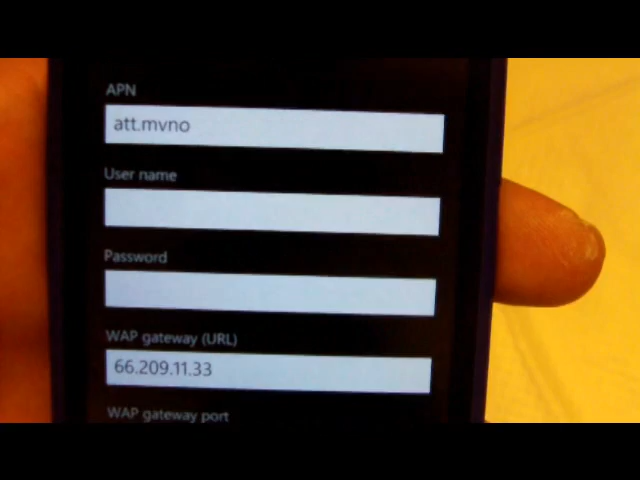 APN
att.mvno
User name
Password
WAP gateway (URL)
66.209.11.33
WAP gateway port